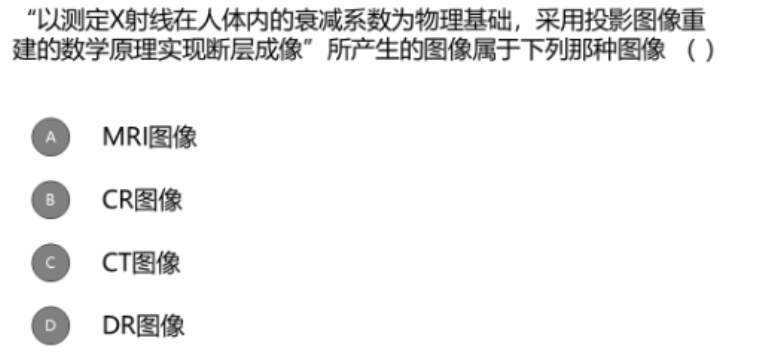 “以测定X射线在人体内的衰减系数为物理基础，采用投影图像重
建的数学原理实现断层成像”所产生的图像属于下列那种图像 （ ）
A MRI图像
B CR图像
C CT图像
D DR图像